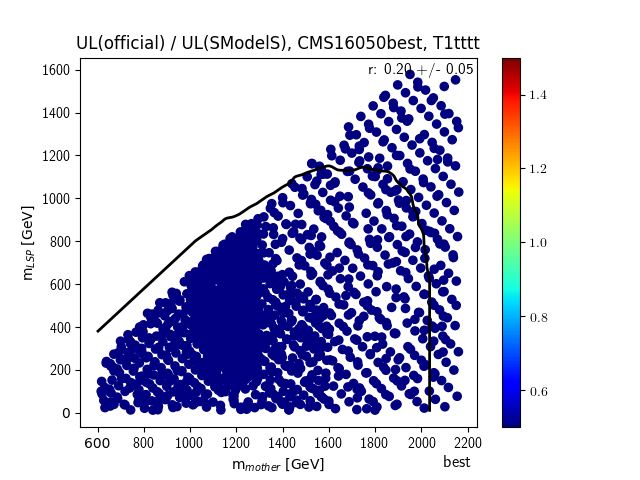 UL(official) / UL(SModelS), CMS16050best, T1tttt
r: 0.20 +/- 0.05
1600
1400
1200
1000
800
600
400
200
0
m_LSP [GeV]
600 800 1000 1200 1400 1600 1800 2000 2200
m_mother [GeV]
best
1.4
1.2
1.0
0.8
0.6